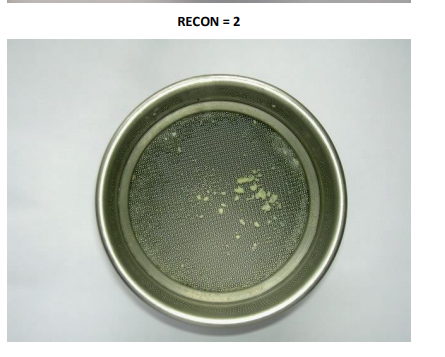 RECON = 2